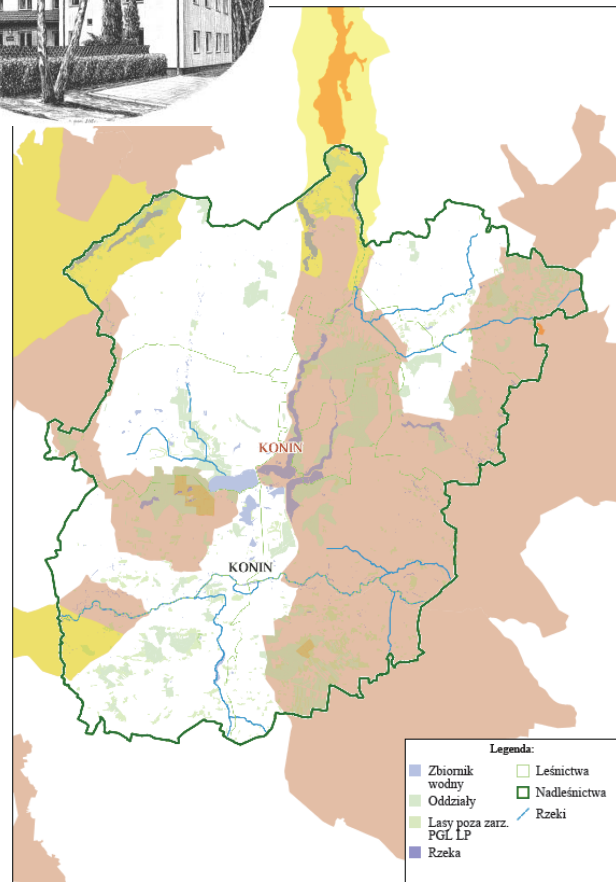 KONIN
KONIN
Legenda:
Zbiornik
wodny
Oddziały
Lasy poza zarz.
PGL LP
Rzeka
Leśnictwa
Nadleśnictwa
Rzeki